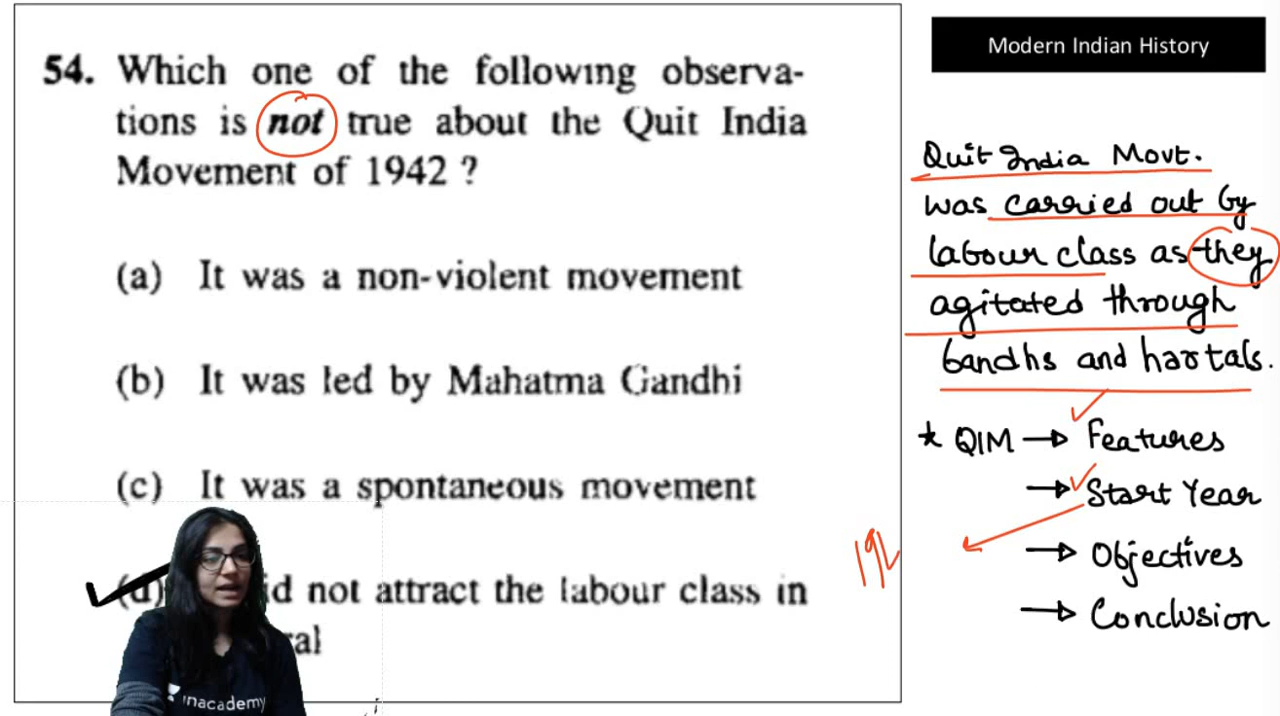 54. Which one of the following observa-
tions is not true about the Quit India
Movement of 1942 ?
(a) It was a non-violent movement
(b) It was led by Mahatma Gandhi
(c) It was a spontaneous movement
(d) id not attract the labour class in
ral
Modern Indian History
Quit India Movt.
was carried out by
labour class as they
agitated through
bandhs and hartals.
* QIM → Features
→ Start Year
→ Objectives
→ Conclusion
inacademy